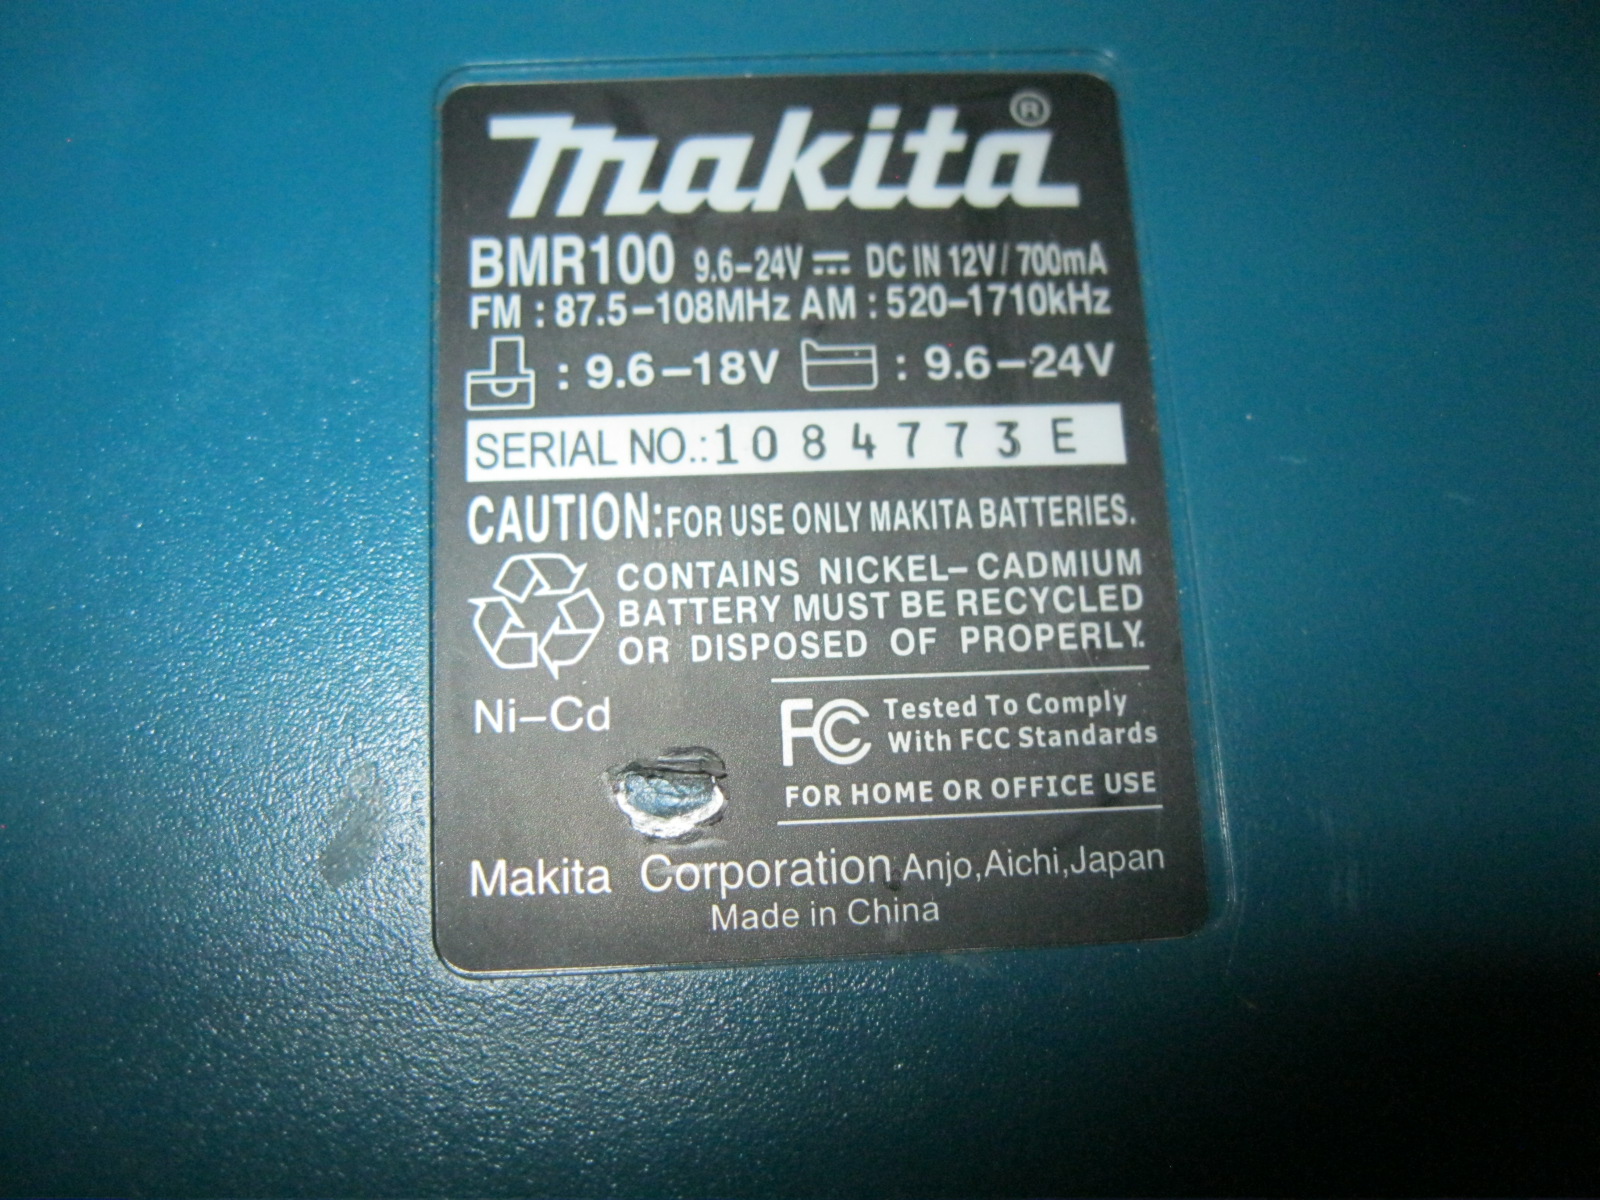 Makita®
BMR100 9.6–24V ⎓ DC IN 12V/700mA
FM : 87.5–108MHz AM : 520–1710kHz
: 9.6–18V : 9.6–24V
SERIAL NO.: 1084773 E
CAUTION: FOR USE ONLY MAKITA BATTERIES.
CONTAINS NICKEL–CADMIUM
BATTERY MUST BE RECYCLED
OR DISPOSED OF PROPERLY.
Ni–Cd
FC Tested To Comply
With FCC Standards
FOR HOME OR OFFICE USE
Makita Corporation Anjo,Aichi,Japan
Made in China